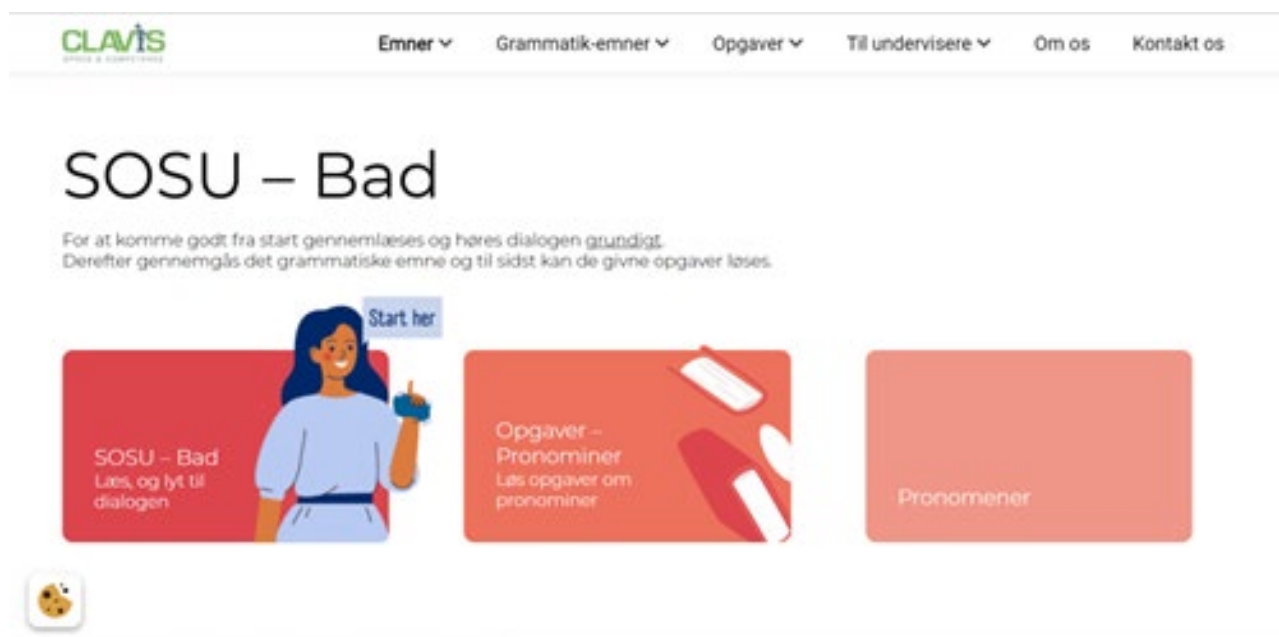 CLAVIS
SPROG & KOMPETENCE
Emner
Grammatik-emner
Opgaver
Til undervisere
Om os
Kontakt os
SOSU – Bad
For at komme godt fra start gennemlæses og høres dialogen grundigt.
Derefter gennemgås det grammatiske emne og til sidst kan de givne opgaver løses.
Start her
SOSU – Bad
Læs, og lyt til
dialogen
Opgaver –
Pronominer
Løs opgaver om
pronominer
Pronomener